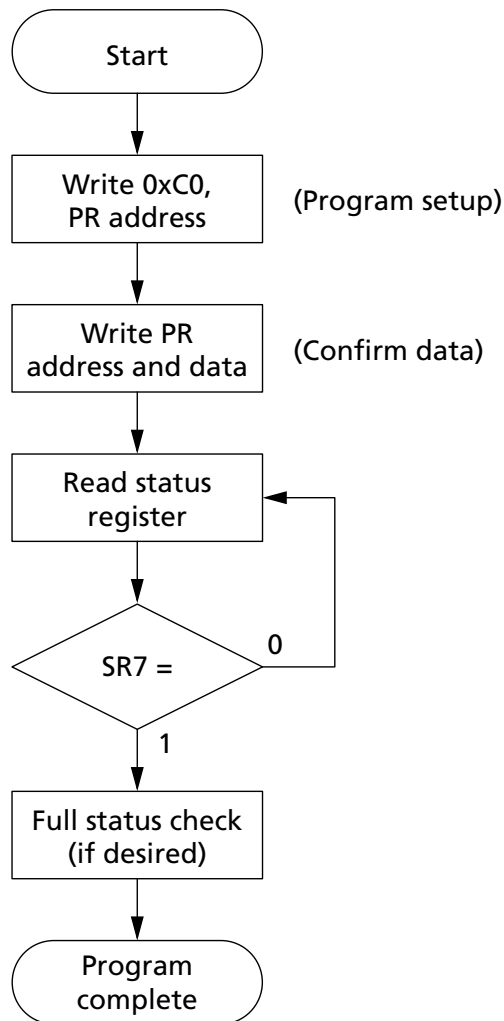 Start
Write 0xC0,
PR address
(Program setup)
Write PR
address and data
(Confirm data)
Read status
register
SR7 =
0
1
Full status check
(if desired)
Program
complete